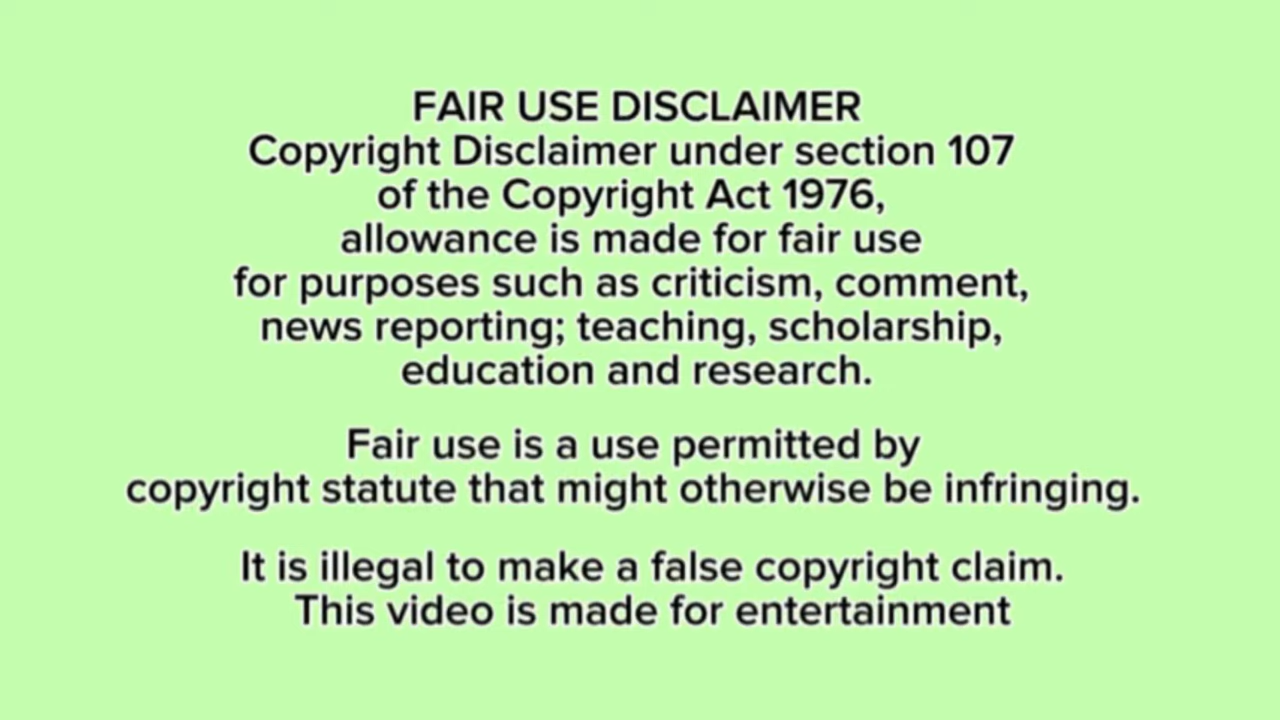 FAIR USE DISCLAIMER
Copyright Disclaimer under section 107
of the Copyright Act 1976,
allowance is made for fair use
for purposes such as criticism, comment,
news reporting; teaching, scholarship,
education and research.
Fair use is a use permitted by
copyright statute that might otherwise be infringing.
It is illegal to make a false copyright claim.
This video is made for entertainment